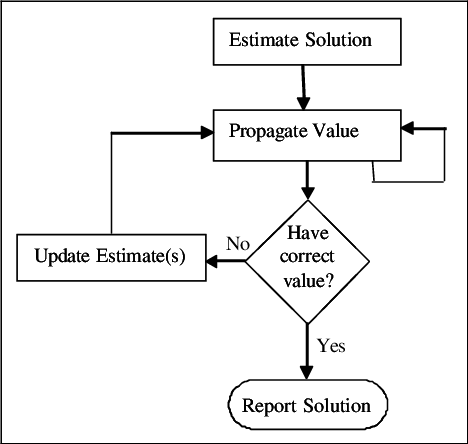 Estimate Solution
Propagate Value
Have
correct
value?
No
Update Estimate(s)
Yes
Report Solution